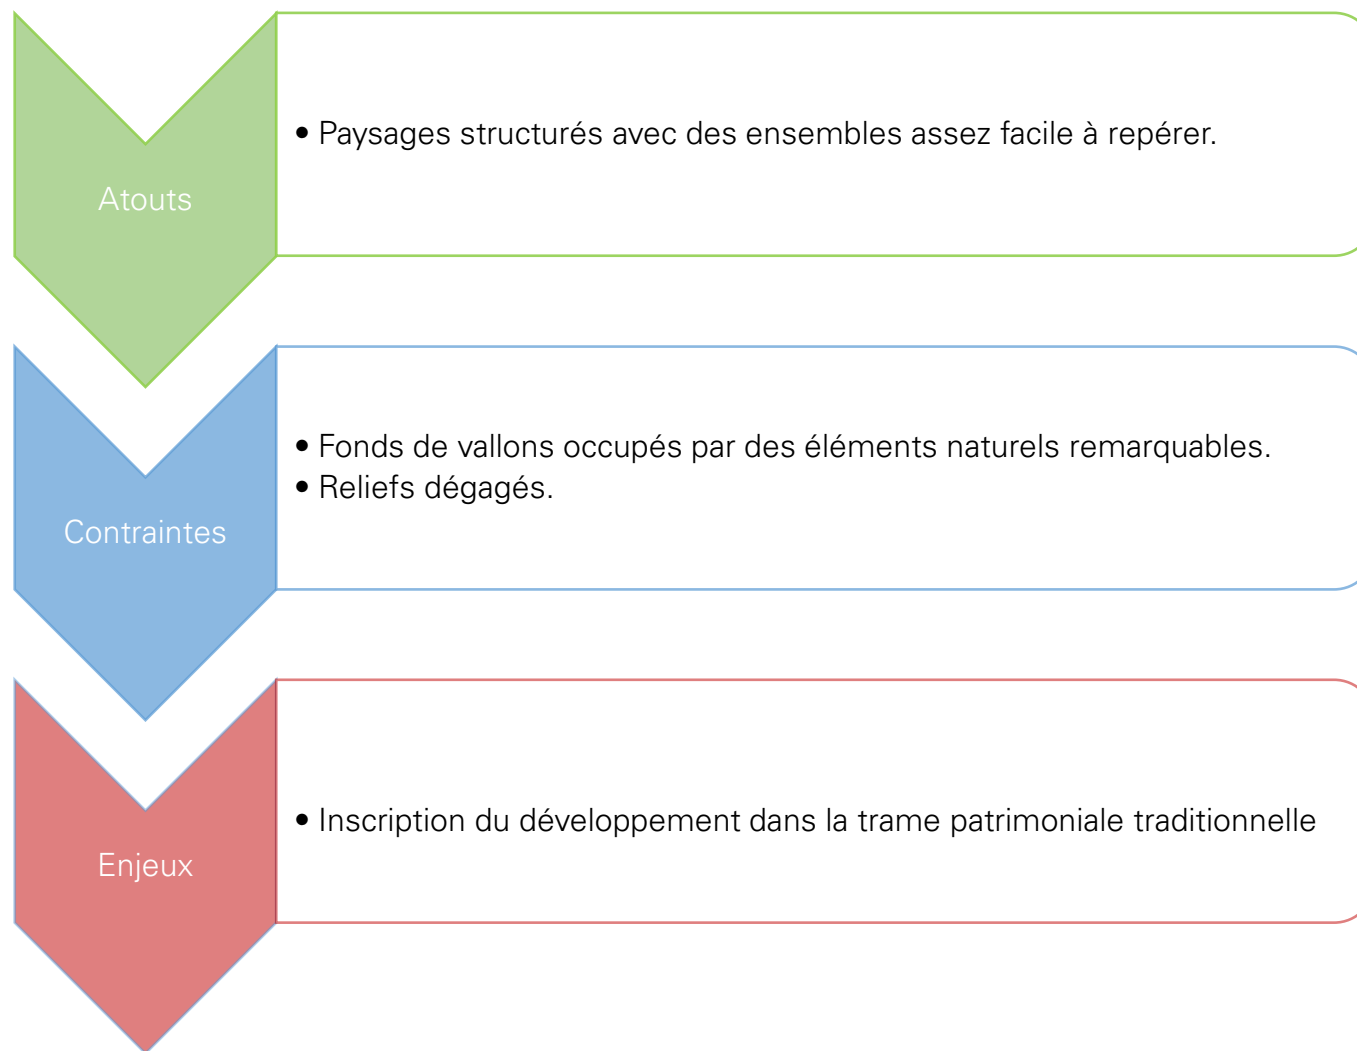 Atouts
• Paysages structurés avec des ensembles assez facile à repérer.
Contraintes
• Fonds de vallons occupés par des éléments naturels remarquables.
• Reliefs dégagés.
Enjeux
• Inscription du développement dans la trame patrimoniale traditionnelle